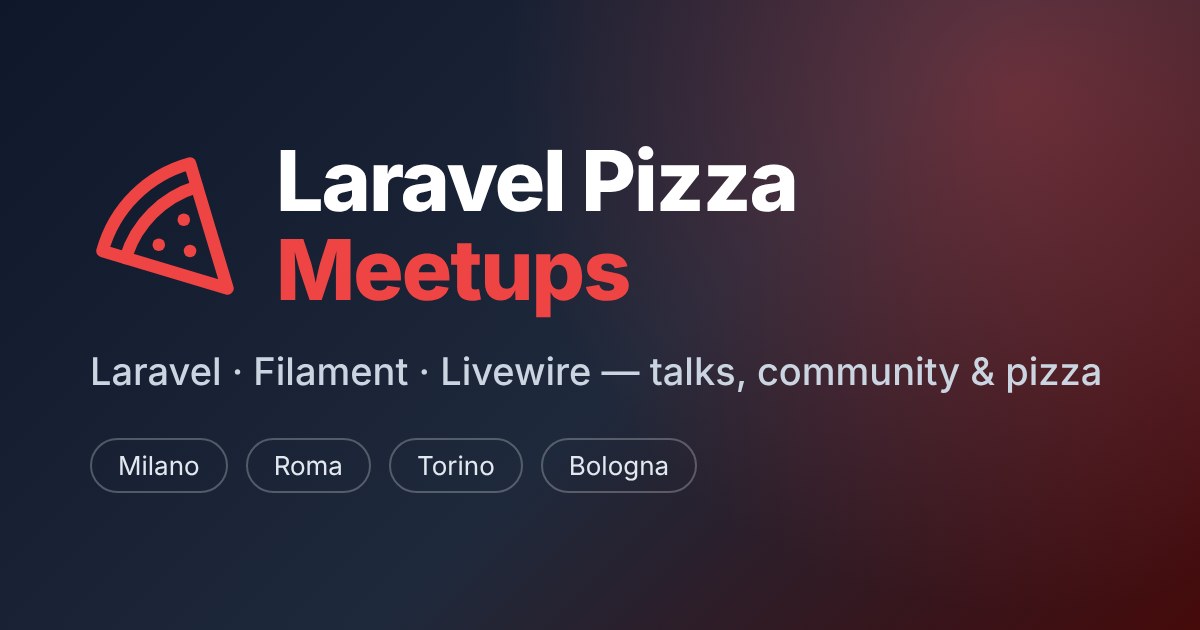 Laravel Pizza
Meetups
Laravel · Filament · Livewire — talks, community & pizza
Milano Roma Torino Bologna